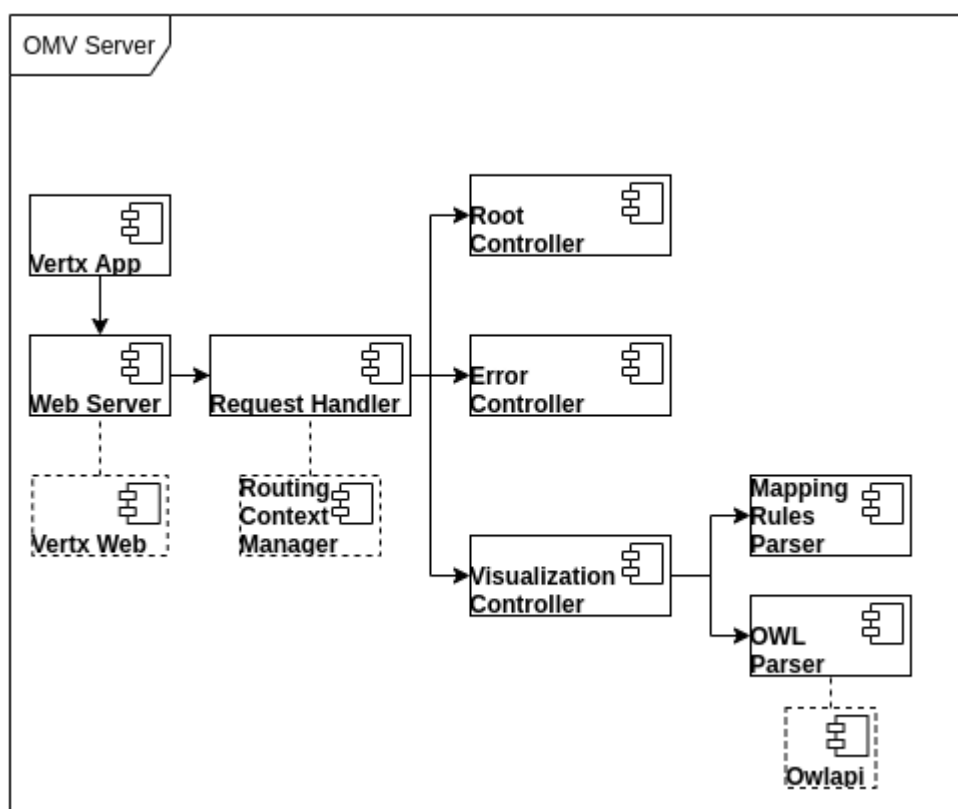 OMV Server
Vertx App
Web Server
Vertx Web
Request Handler
Routing
Context
Manager
Root
Controller
Error
Controller
Visualization
Controller
Mapping
Rules
Parser
OWL
Parser
Owlapi